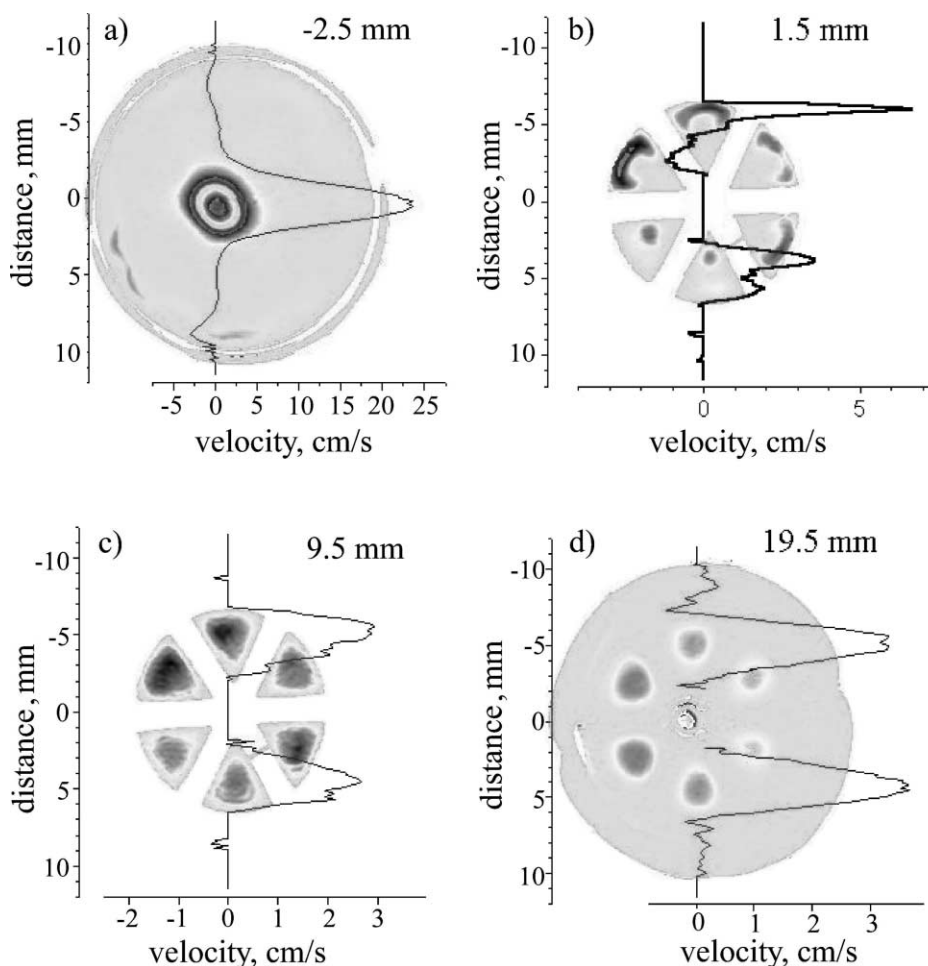 a)
-2.5 mm
-10
-5
0
5
10
distance, mm
-5 0 5 10 15 20 25
velocity, cm/s
b)
1.5 mm
-10
-5
0
5
10
distance, mm
0 5
velocity, cm/s
c)
9.5 mm
-10
-5
0
5
10
distance, mm
-2 -1 0 1 2 3
velocity, cm/s
d)
19.5 mm
-10
-5
0
5
10
distance, mm
0 1 2 3
velocity, cm/s